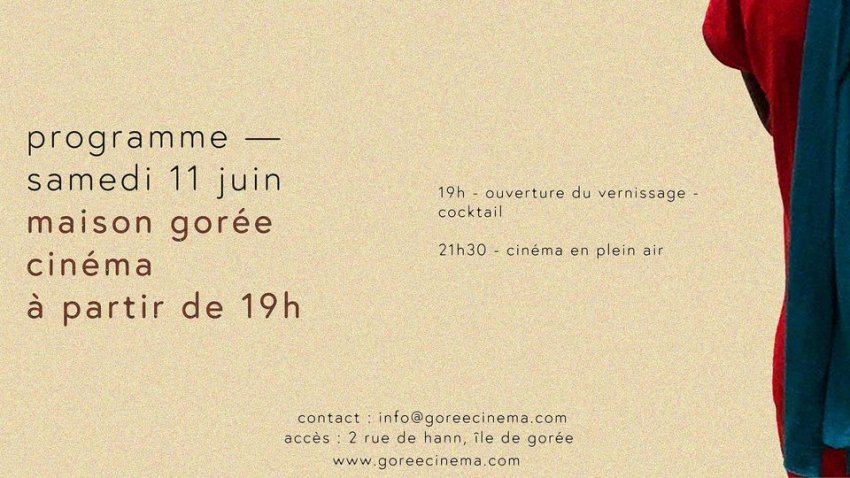 programme —
samedi 11 juin
maison gorée
cinéma
à partir de 19h
19h - ouverture du vernissage -
cocktail
21h30 - cinéma en plein air
contact : info@goreecinema.com
accès : 2 rue de hann, île de gorée
www.goreecinema.com